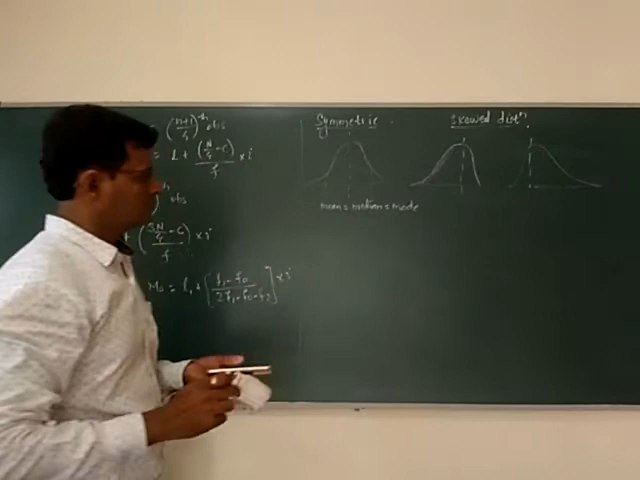 (n+1/4)th obs
= l + (N/4 - c)/f × i
) obs
(3N/4 - c)/f × i
Mo = l1 + [f1 - f0 / 2f1 - f0 - f2] × i
Symmetric
mean = median = mode
Skewed distn.